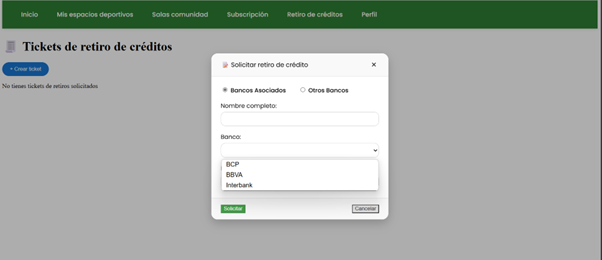 Inicio Mis espacios deportivos Salas comunidad Subscripción Retiro de créditos Perfil
Tickets de retiro de créditos
+ Crear ticket
No tienes tickets de retiros solicitados
Solicitar retiro de crédito ×
Bancos Asociados Otros Bancos
Nombre completo:
Banco:
BCP
BBVA
Interbank
Solicitar Cancelar